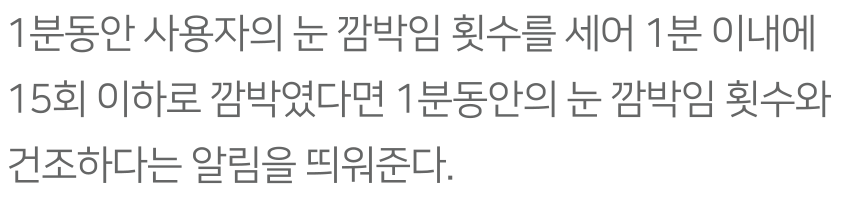 1분동안 사용자의 눈 깜박임 횟수를 세어 1분 이내에
15회 이하로 깜박였다면 1분동안의 눈 깜박임 횟수와
건조하다는 알림을 띄워준다.